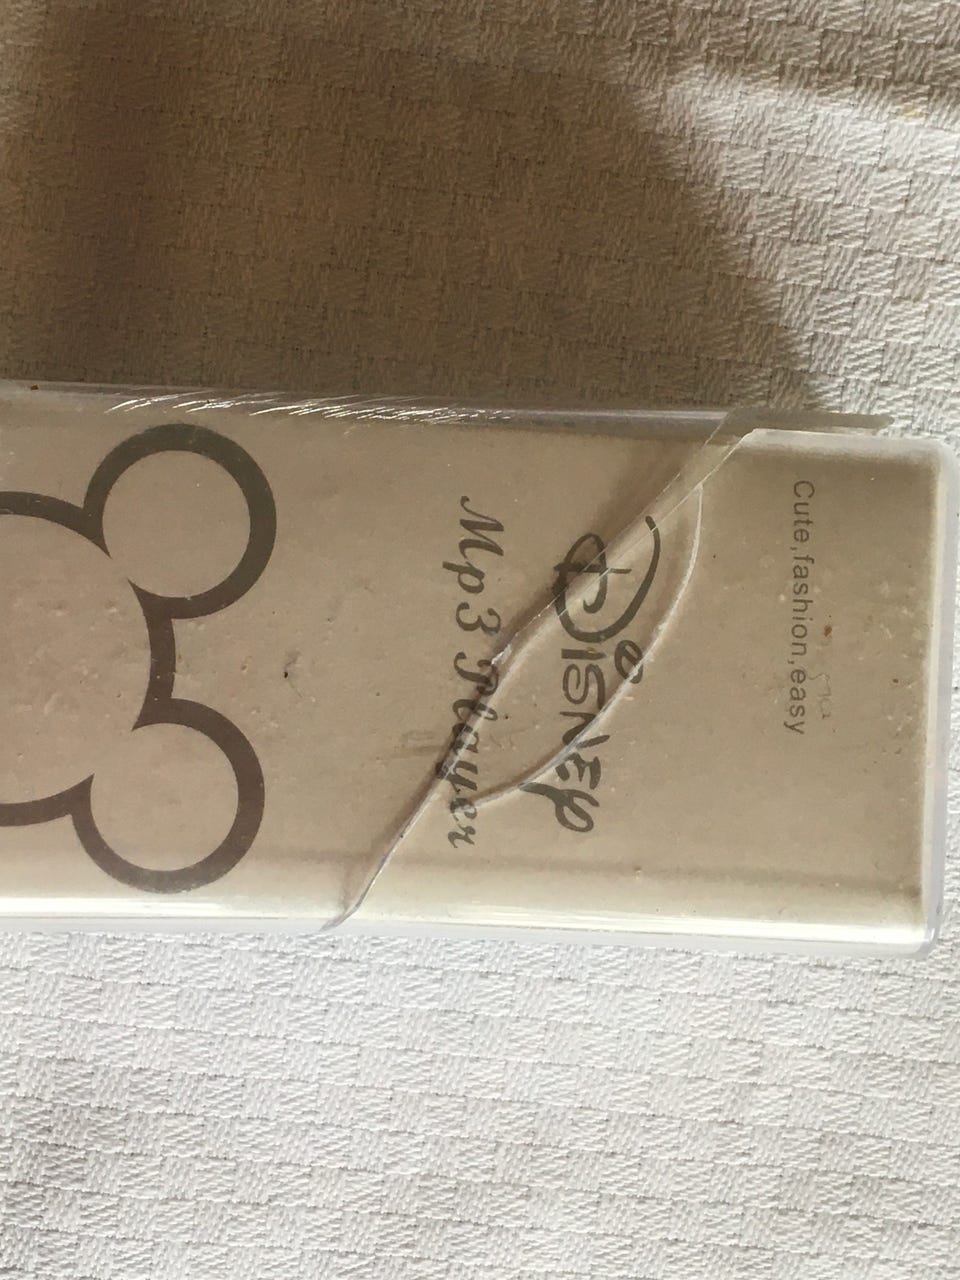 Cute,fashion,easy
Disney
Mp3 Player